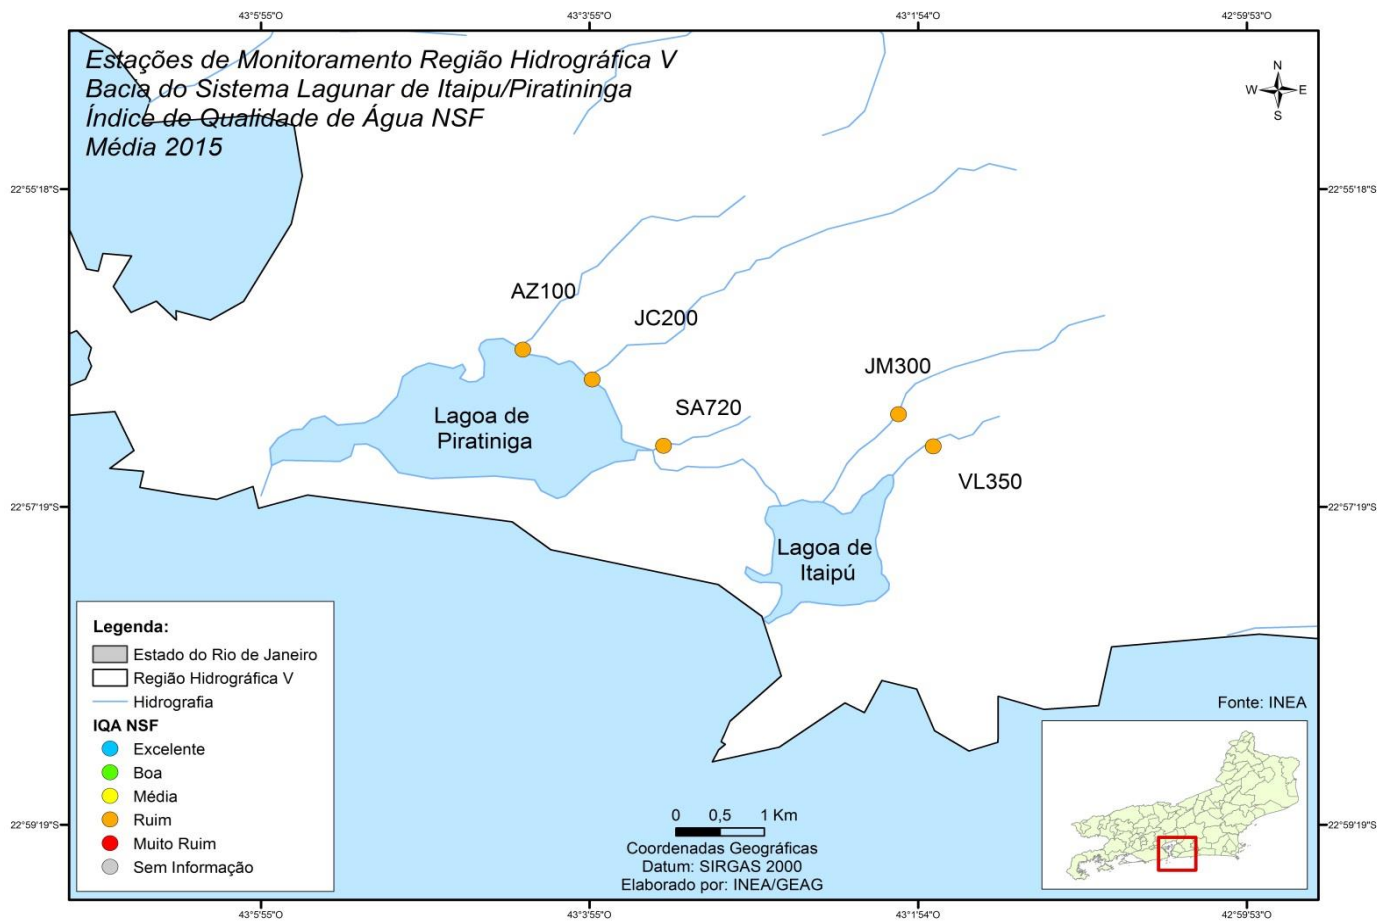 43°5'55"O
43°3'55"O
43°1'54"O
42°59'53"O
Estações de Monitoramento Região Hidrográfica V
Bacia do Sistema Lagunar de Itaipu/Piratininga
Índice de Qualidade de Água NSF
Média 2015
N
W
E
S
22°55'18"S
22°55'18"S
AZ100
JC200
JM300
SA720
Lagoa de
Piratiniga
VL350
22°57'19"S
22°57'19"S
Lagoa de
Itaipú
Legenda:
Estado do Rio de Janeiro
Região Hidrográfica V
Hidrografia
IQA NSF
Excelente
Boa
Média
Ruim
Muito Ruim
Sem Informação
Fonte: INEA
22°59'19"S
22°59'19"S
0 0,5 1 Km
Coordenadas Geográficas
Datum: SIRGAS 2000
Elaborado por: INEA/GEAG
43°5'55"O
43°3'55"O
43°1'54"O
42°59'53"O